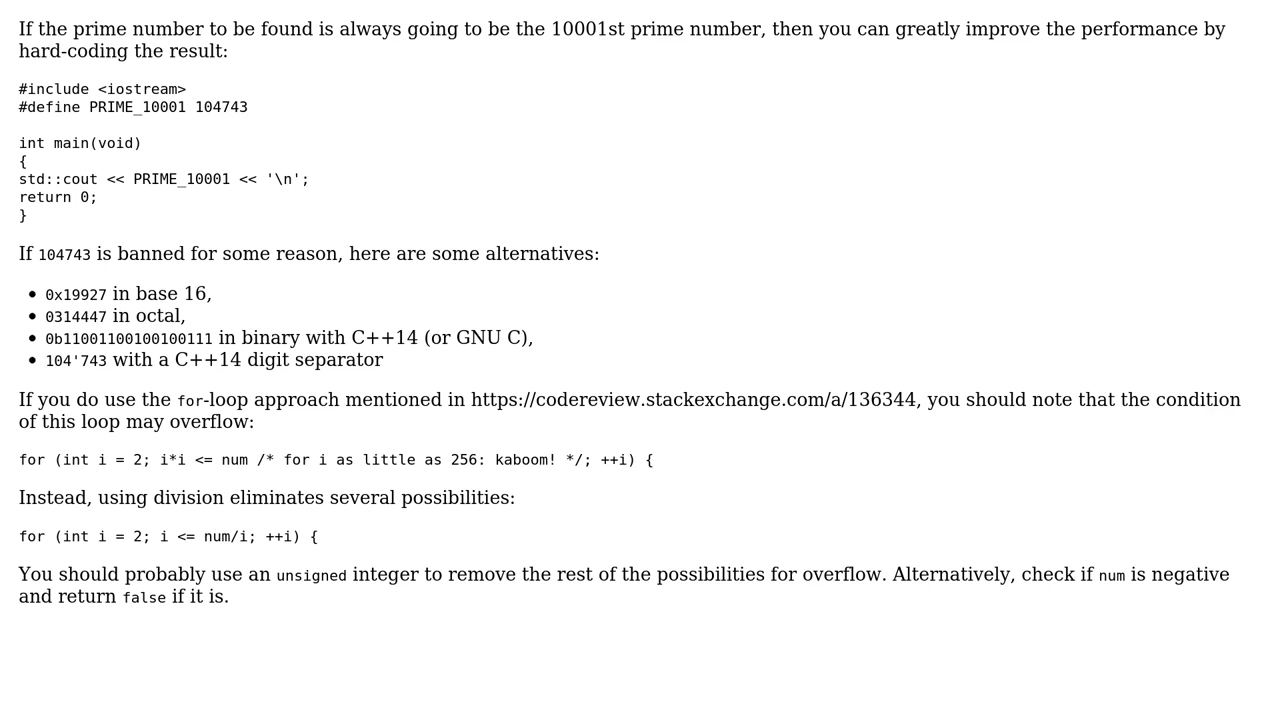 If the prime number to be found is always going to be the 10001st prime number, then you can greatly improve the performance by
hard-coding the result:
#include <iostream>
#define PRIME_10001 104743
int main(void)
{
std::cout << PRIME_10001 << '\n';
return 0;
}
If 104743 is banned for some reason, here are some alternatives:
• 0x19927 in base 16,
• 0314447 in octal,
• 0b11001100100100111 in binary with C++14 (or GNU C),
• 104'743 with a C++14 digit separator
If you do use the for-loop approach mentioned in https://codereview.stackexchange.com/a/136344, you should note that the condition
of this loop may overflow:
for (int i = 2; i*i <= num /* for i as little as 256: kaboom! */; ++i) {
Instead, using division eliminates several possibilities:
for (int i = 2; i <= num/i; ++i) {
You should probably use an unsigned integer to remove the rest of the possibilities for overflow. Alternatively, check if num is negative
and return false if it is.